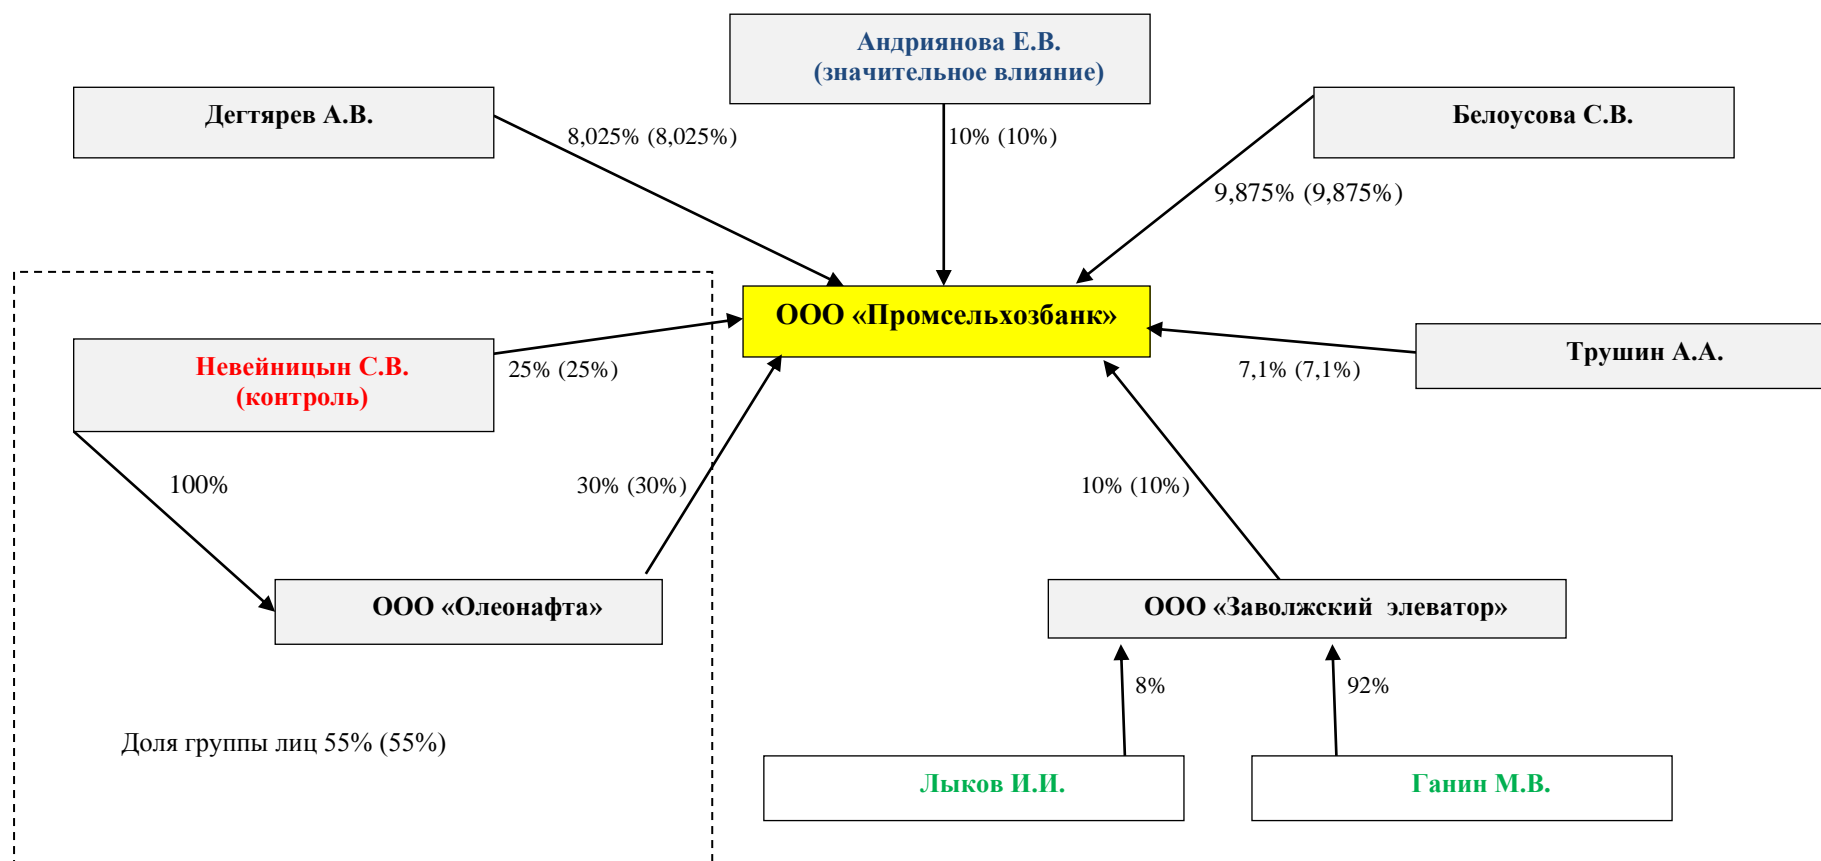 Андриянова Е.В.
(значительное влияние)
Дегтярев А.В.
Белоусова С.В.
8,025% (8,025%)
10% (10%)
9,875% (9,875%)
ООО «Промсельхозбанк»
Невейницын С.В.
(контроль)
25% (25%)
Трушин А.А.
7,1% (7,1%)
100%
30% (30%)
10% (10%)
ООО «Олеонафта»
ООО «Заволжский элеватор»
8%
92%
Доля группы лиц 55% (55%)
Лыков И.И.
Ганин М.В.